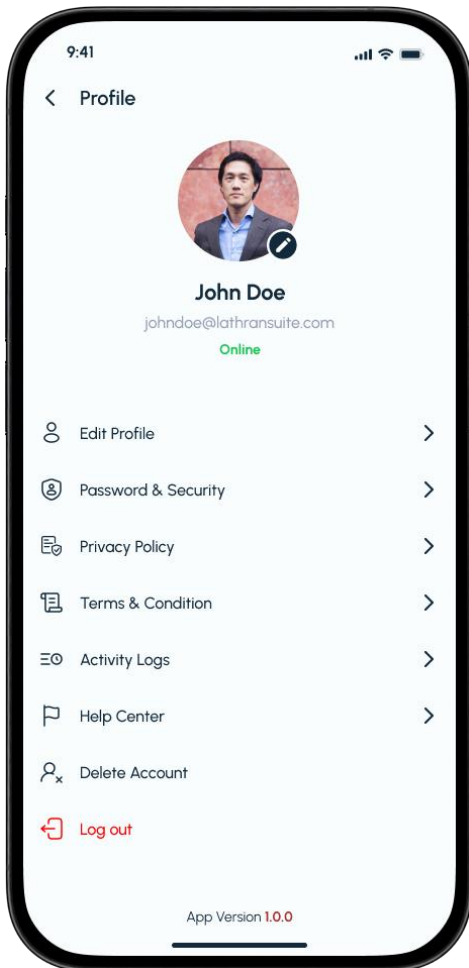 9:41
Profile
John Doe
johndoe@lathransuite.com
Online
Edit Profile
Password & Security
Privacy Policy
Terms & Condition
Activity Logs
Help Center
Delete Account
Log out
App Version 1.0.0